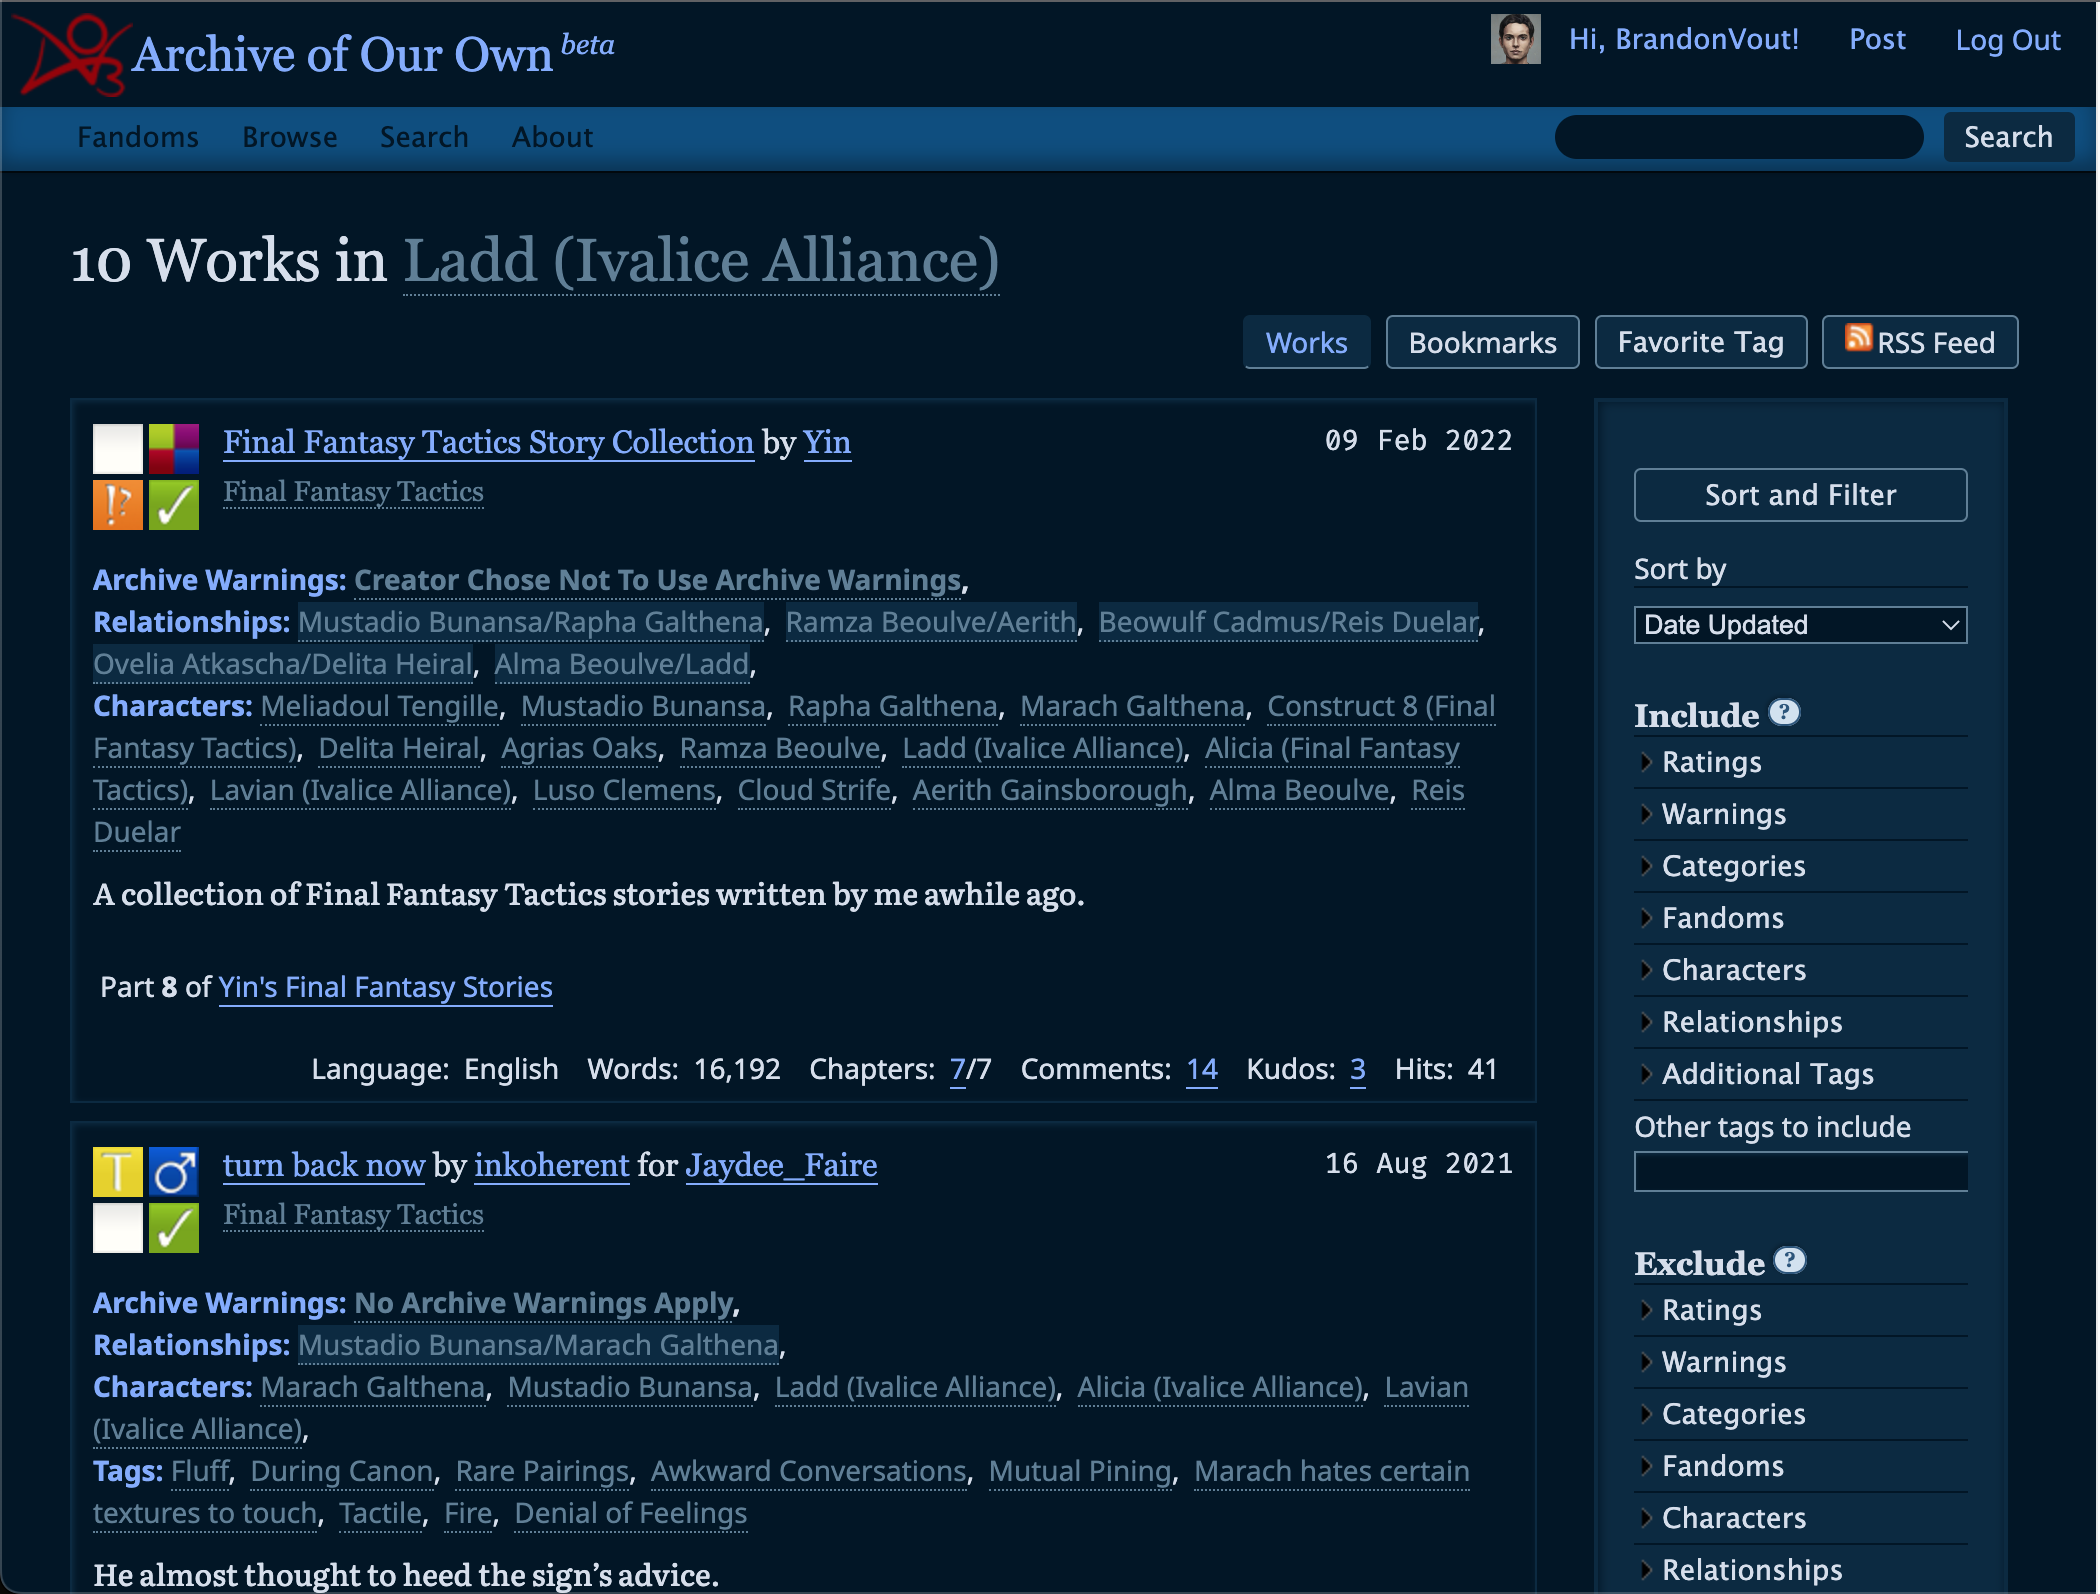 Archive of Our Own beta
Hi, BrandonVout! Post Log Out
Fandoms Browse Search About
Search
10 Works in Ladd (Ivalice Alliance)
Works Bookmarks Favorite Tag RSS Feed
Final Fantasy Tactics Story Collection by Yin
09 Feb 2022
Final Fantasy Tactics
!?
Archive Warnings: Creator Chose Not To Use Archive Warnings,
Relationships: Mustadio Bunansa/Rapha Galthena, Ramza Beoulve/Aerith, Beowulf Cadmus/Reis Duelar,
Ovelia Atkascha/Delita Heiral, Alma Beoulve/Ladd,
Characters: Meliadoul Tengille, Mustadio Bunansa, Rapha Galthena, Marach Galthena, Construct 8 (Final
Fantasy Tactics), Delita Heiral, Agrias Oaks, Ramza Beoulve, Ladd (Ivalice Alliance), Alicia (Final Fantasy
Tactics), Lavian (Ivalice Alliance), Luso Clemens, Cloud Strife, Aerith Gainsborough, Alma Beoulve, Reis
Duelar
A collection of Final Fantasy Tactics stories written by me awhile ago.
Part 8 of Yin's Final Fantasy Stories
Language: English Words: 16,192 Chapters: 7/7 Comments: 14 Kudos: 3 Hits: 41
T
turn back now by inkoherent for Jaydee_Faire
16 Aug 2021
Final Fantasy Tactics
Archive Warnings: No Archive Warnings Apply,
Relationships: Mustadio Bunansa/Marach Galthena,
Characters: Marach Galthena, Mustadio Bunansa, Ladd (Ivalice Alliance), Alicia (Ivalice Alliance), Lavian
(Ivalice Alliance),
Tags: Fluff, During Canon, Rare Pairings, Awkward Conversations, Mutual Pining, Marach hates certain
textures to touch, Tactile, Fire, Denial of Feelings
He almost thought to heed the sign's advice.
Sort and Filter
Sort by
Date Updated
Include ?
Ratings
Warnings
Categories
Fandoms
Characters
Relationships
Additional Tags
Other tags to include
Exclude ?
Ratings
Warnings
Categories
Fandoms
Characters
Relationships